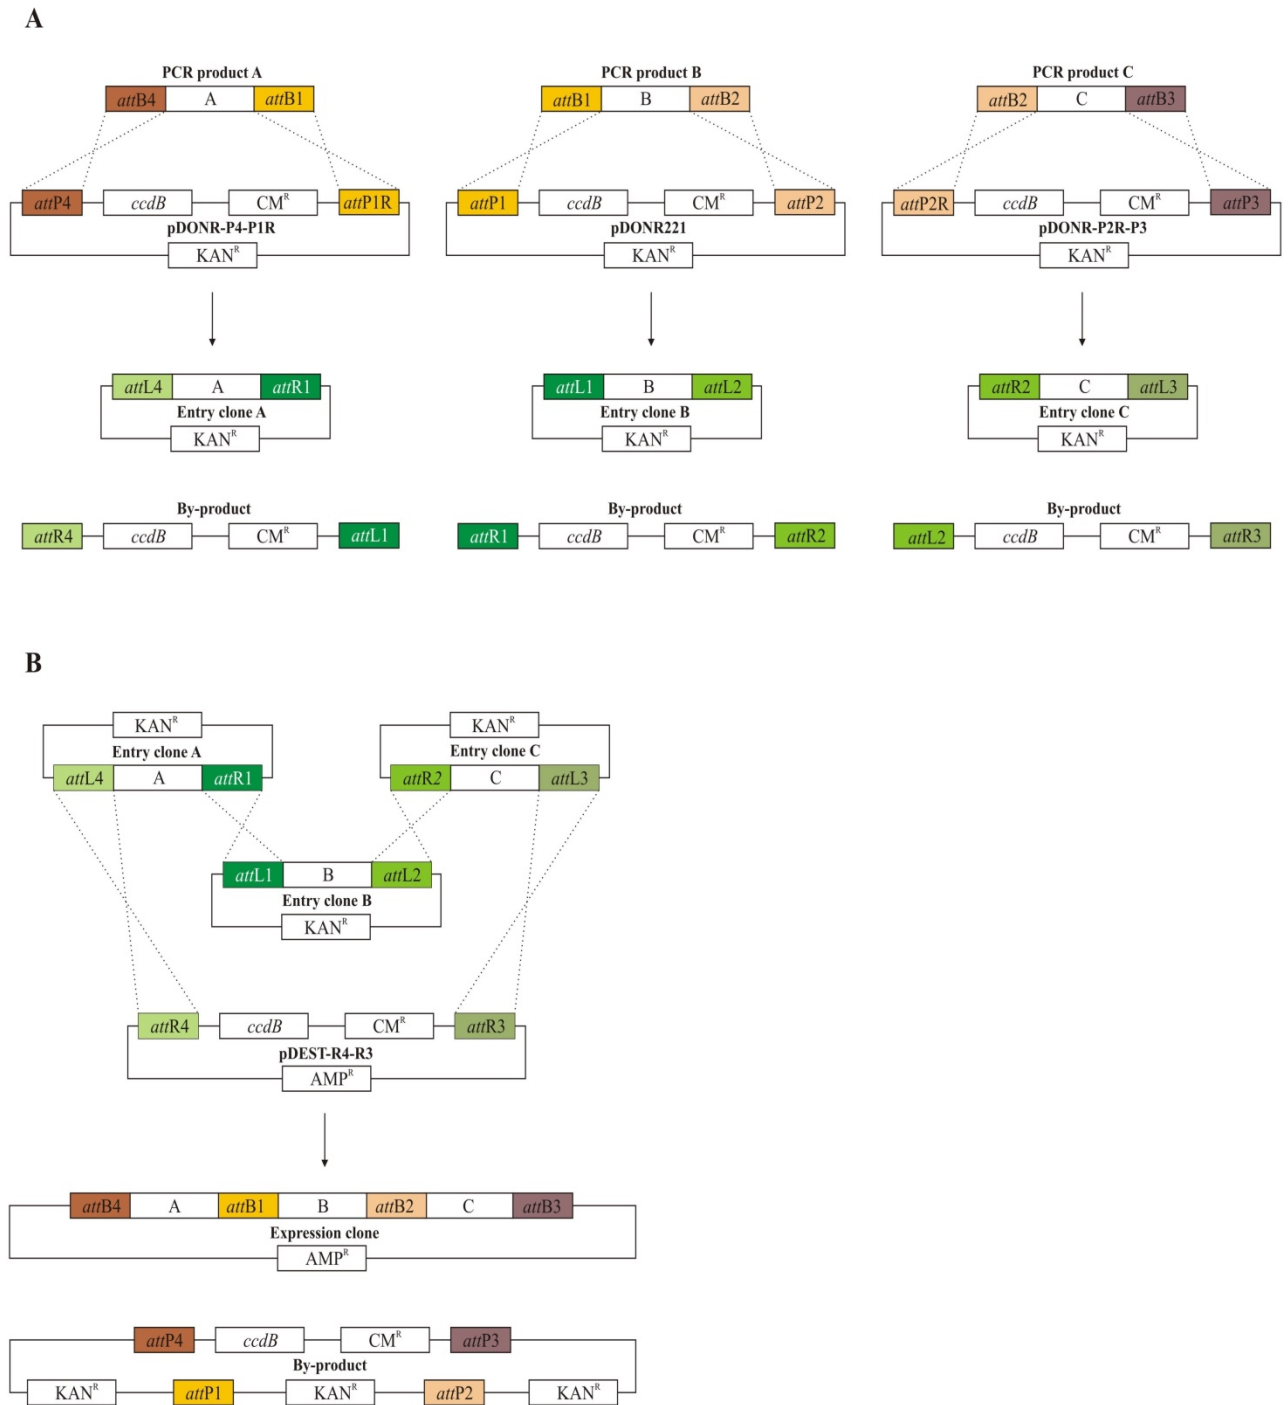 A
PCR product A
PCR product B
PCR product C
attB4 A attB1
attB1 B attB2
attB2 C attB3
attP4 ccdB CMᴿ attP1R
attP1 ccdB CMᴿ attP2
attP2R ccdB CMᴿ attP3
pDONR-P4-P1R
pDONR221
pDONR-P2R-P3
KANᴿ
KANᴿ
KANᴿ
attL4 A attR1
attL1 B attL2
attR2 C attL3
Entry clone A
Entry clone B
Entry clone C
KANᴿ
KANᴿ
KANᴿ
By-product
By-product
By-product
attR4 ccdB CMᴿ attL1
attR1 ccdB CMᴿ attR2
attL2 ccdB CMᴿ attR3
B
KANᴿ
KANᴿ
Entry clone A
Entry clone C
attL4 A attR1
attR2 C attL3
attL1 B attL2
Entry clone B
KANᴿ
attR4 ccdB CMᴿ attR3
pDEST-R4-R3
AMPᴿ
attB4 A attB1 B attB2 C attB3
Expression clone
AMPᴿ
attP4 ccdB CMᴿ attP3
By-product
KANᴿ attP1 KANᴿ attP2 KANᴿ